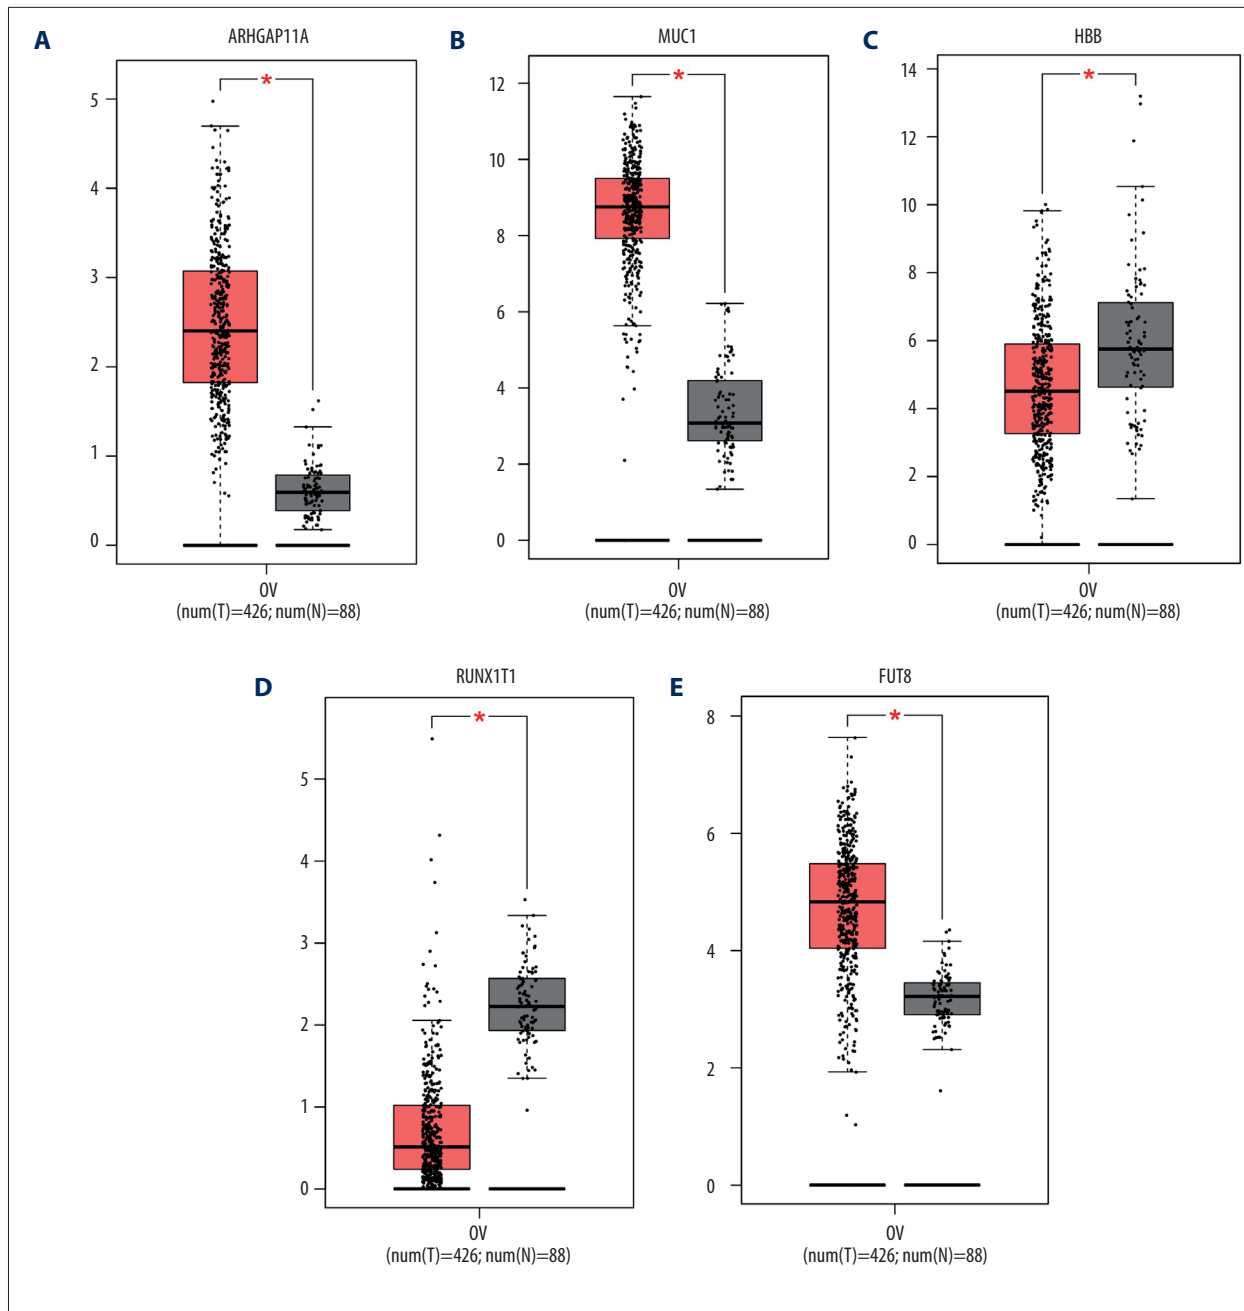 A
ARHGAP11A
*
5
4
3
2
1
0
OV
(num(T)=426; num(N)=88)
B
MUC1
*
12
10
8
6
4
2
0
OV
(num(T)=426; num(N)=88)
C
HBB
*
14
12
10
8
6
4
2
0
OV
(num(T)=426; num(N)=88)
D
RUNX1T1
*
5
4
3
2
1
0
OV
(num(T)=426; num(N)=88)
E
FUT8
*
8
6
4
2
0
OV
(num(T)=426; num(N)=88)